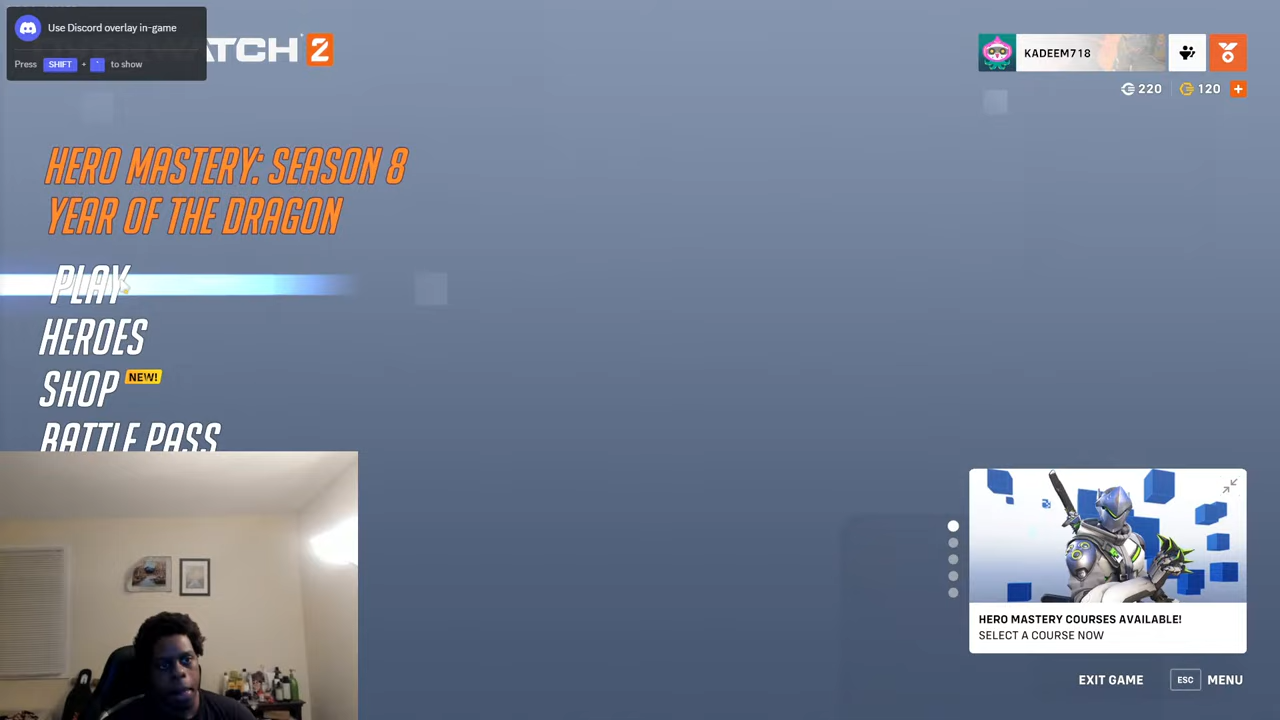 Use Discord overlay in-game
Press SHIFT + ` to show
ATCH 2
KADEEM718
220
120 +
HERO MASTERY: SEASON 8
YEAR OF THE DRAGON
PLAY
HEROES
SHOP NEW!
BATTLE PASS
HERO MASTERY COURSES AVAILABLE!
SELECT A COURSE NOW
EXIT GAME
ESC MENU